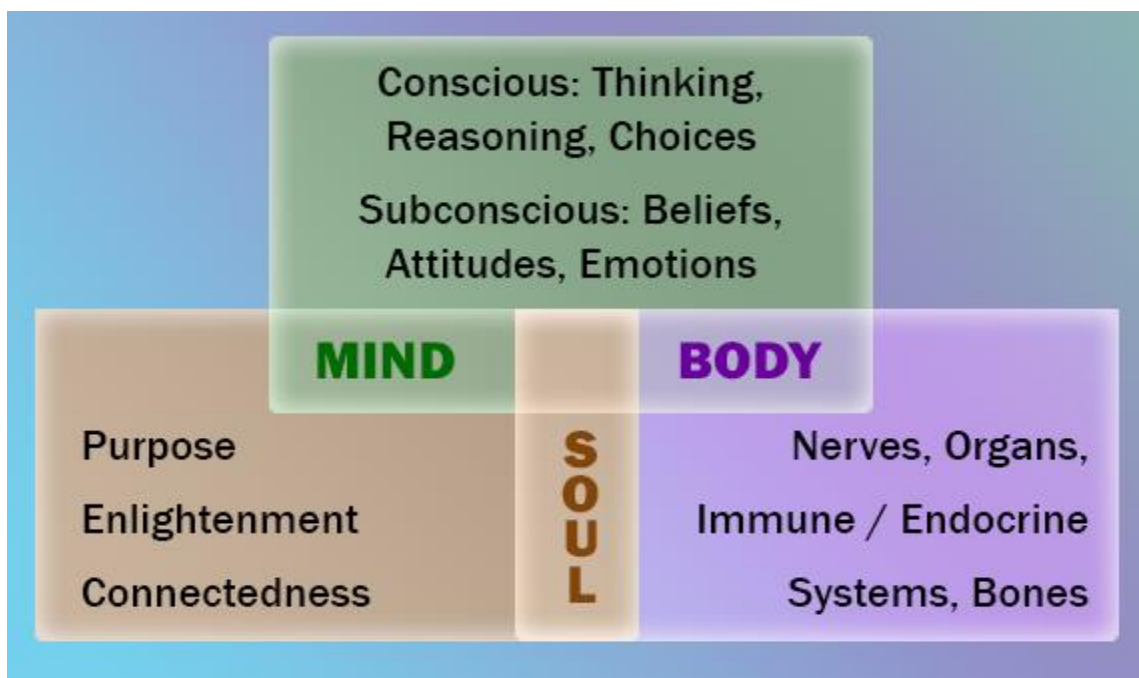 Conscious: Thinking,
Reasoning, Choices
Subconscious: Beliefs,
Attitudes, Emotions
MIND
BODY
SOUL
Purpose
Enlightenment
Connectedness
Nerves, Organs,
Immune / Endocrine
Systems, Bones